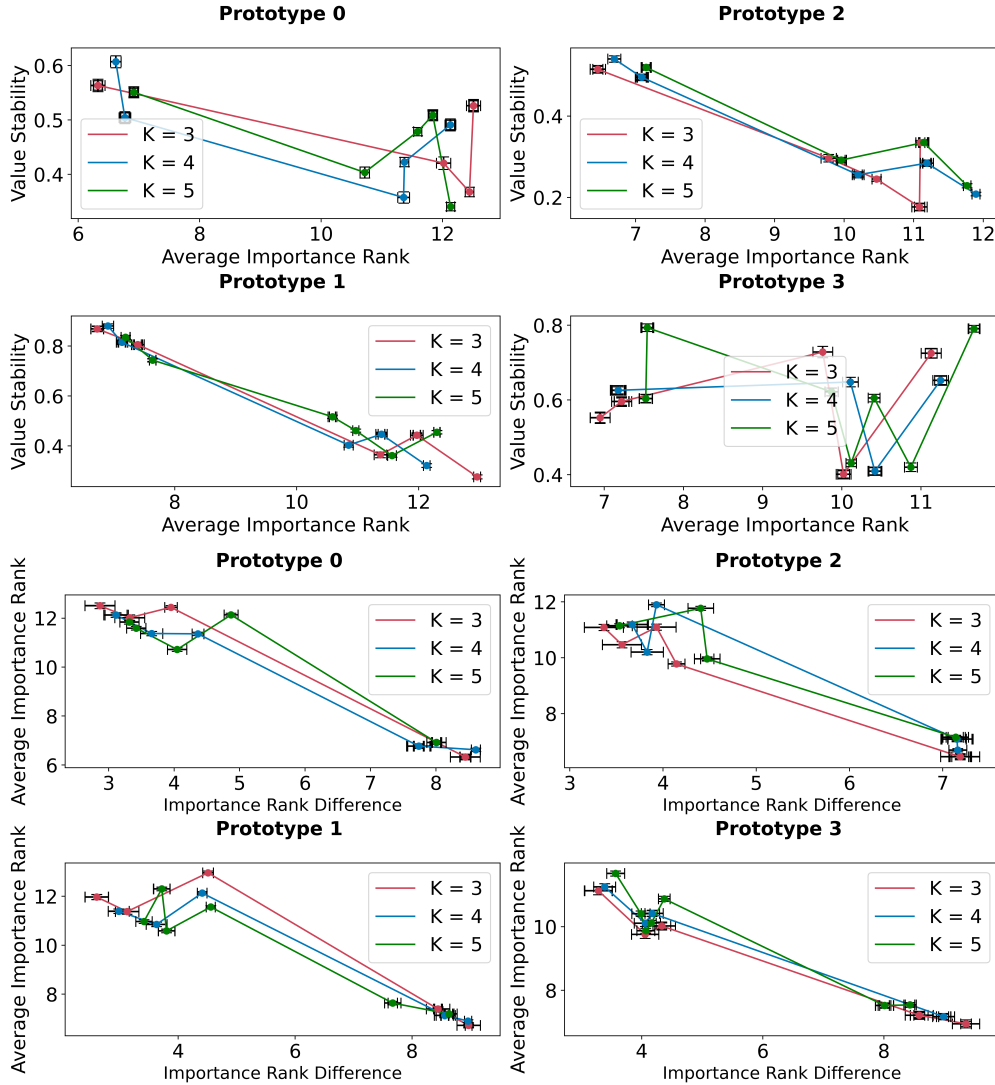 Prototype 0
Value Stability
0.6
0.5
0.4
K = 3
K = 4
K = 5
6 8 10 12
Average Importance Rank
Prototype 2
Value Stability
0.4
0.2
K = 3
K = 4
K = 5
7 8 9 10 11 12
Average Importance Rank
Prototype 1
Value Stability
0.8
0.6
0.4
K = 3
K = 4
K = 5
8 10 12
Average Importance Rank
Prototype 3
Value Stability
0.8
0.6
0.4
K = 3
K = 4
K = 5
7 8 9 10 11
Average Importance Rank
Prototype 0
Average Importance Rank
12
10
8
6
K = 3
K = 4
K = 5
3 4 5 6 7 8
Importance Rank Difference
Prototype 2
Average Importance Rank
12
10
8
K = 3
K = 4
K = 5
3 4 5 6 7
Importance Rank Difference
Prototype 1
Average Importance Rank
12
10
8
K = 3
K = 4
K = 5
4 6 8
Importance Rank Difference
Prototype 3
Average Importance Rank
10
8
K = 3
K = 4
K = 5
4 6 8
Importance Rank Difference